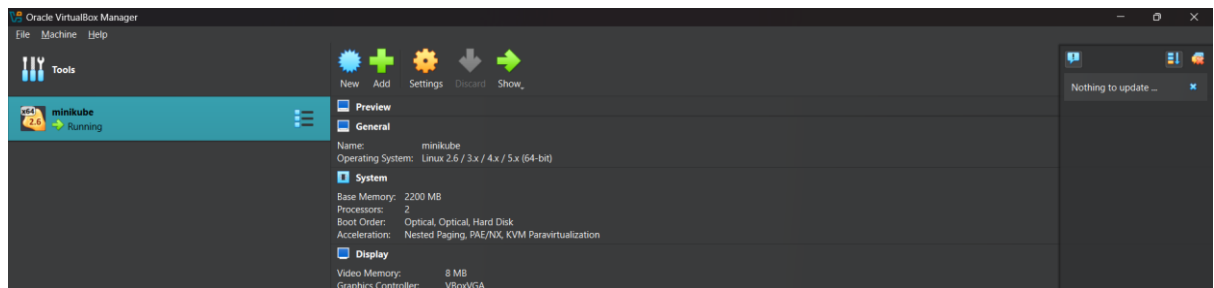 Oracle VirtualBox Manager
File Machine Help
Tools
New Add Settings Discard Show
x64
2.6
minikube
Running
Preview
General
Name: minikube
Operating System: Linux 2.6 / 3.x / 4.x / 5.x (64-bit)
System
Base Memory: 2200 MB
Processors: 2
Boot Order: Optical, Optical, Hard Disk
Acceleration: Nested Paging, PAE/NX, KVM Paravirtualization
Display
Video Memory: 8 MB
Graphics Controller: VBoxVGA
Nothing to update ...